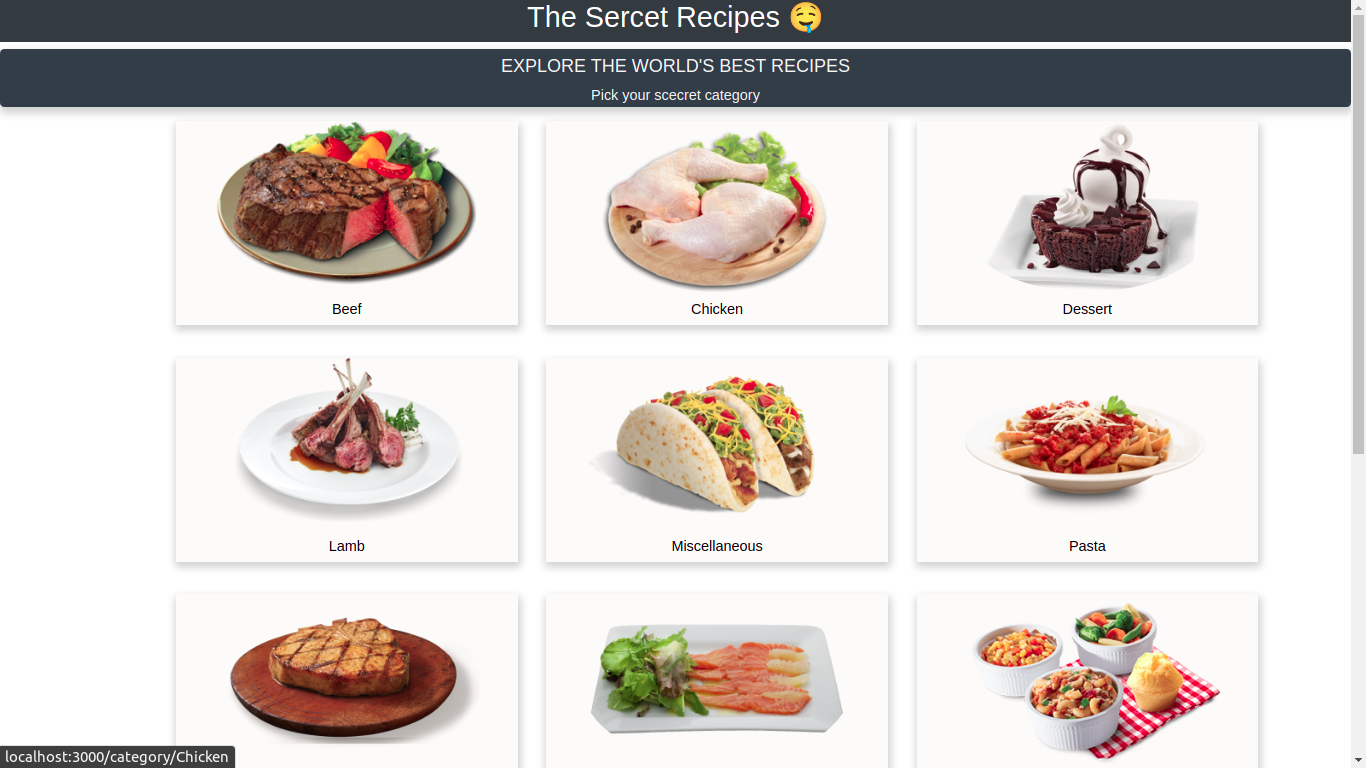 The Sercet Recipes 🤤
EXPLORE THE WORLD'S BEST RECIPES
Pick your scecret category
Beef
Chicken
Dessert
Lamb
Miscellaneous
Pasta
localhost:3000/category/Chicken